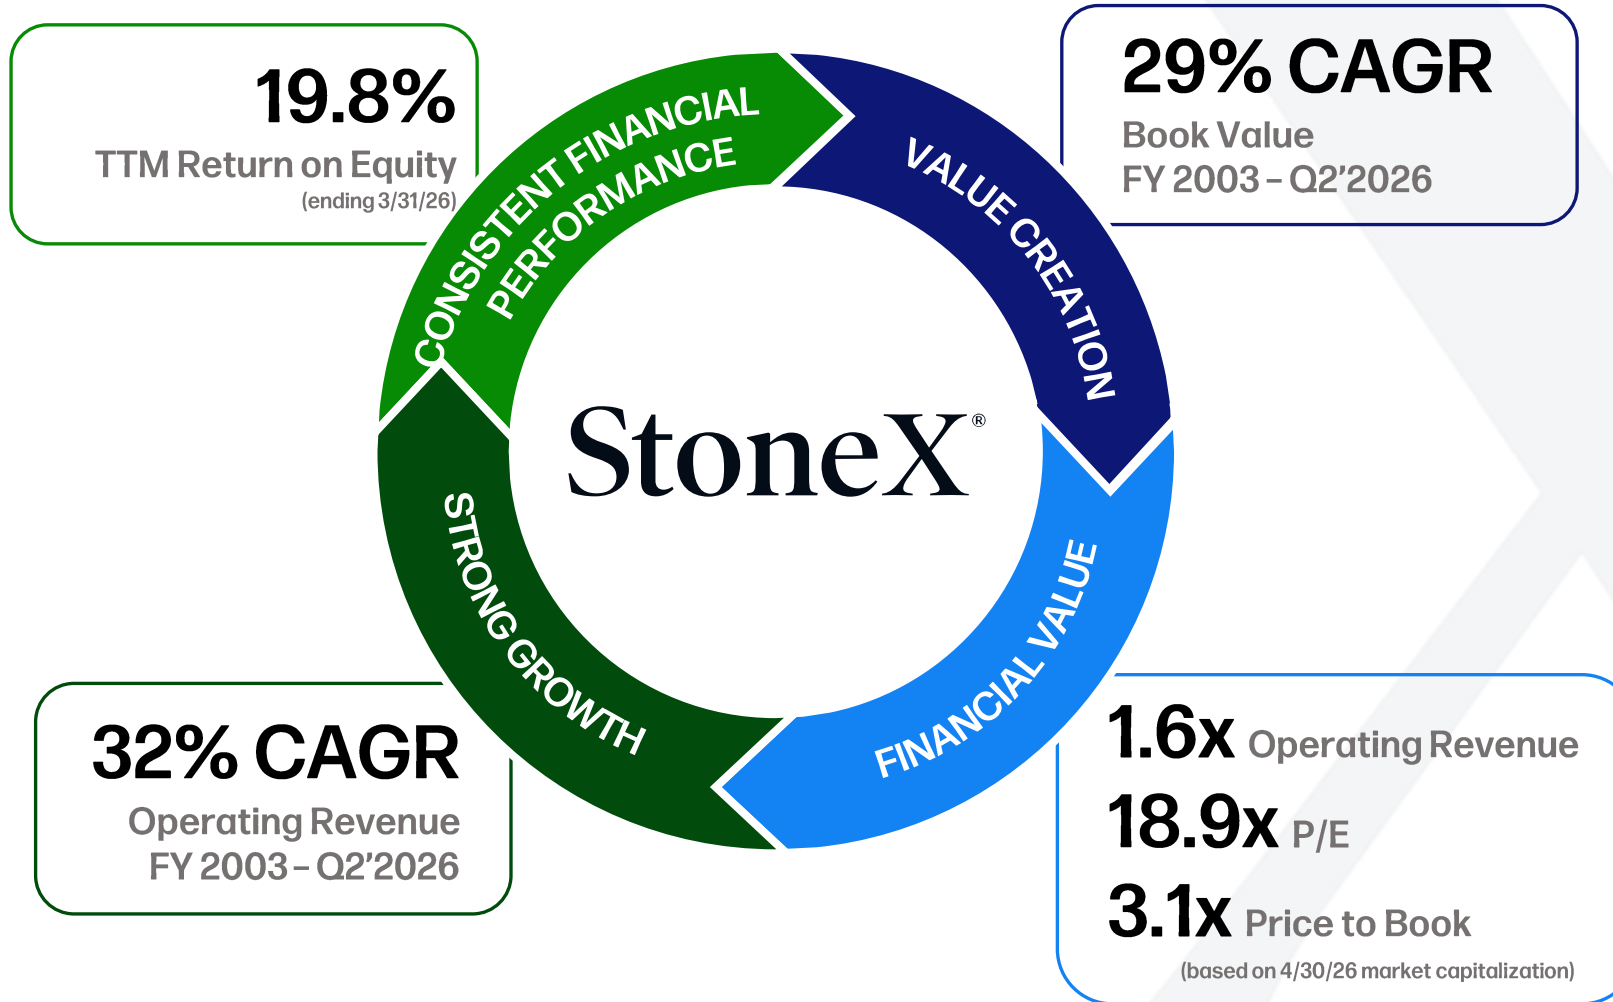 19.8%
TTM Return on Equity
(ending 3/31/26)
CONSISTENT FINANCIAL
PERFORMANCE
VALUE CREATION
29% CAGR
Book Value
FY 2003 – Q2’2026
StoneX®
STRONG GROWTH
FINANCIAL VALUE
32% CAGR
Operating Revenue
FY 2003 – Q2’2026
1.6x Operating Revenue
18.9x P/E
3.1x Price to Book
(based on 4/30/26 market capitalization)